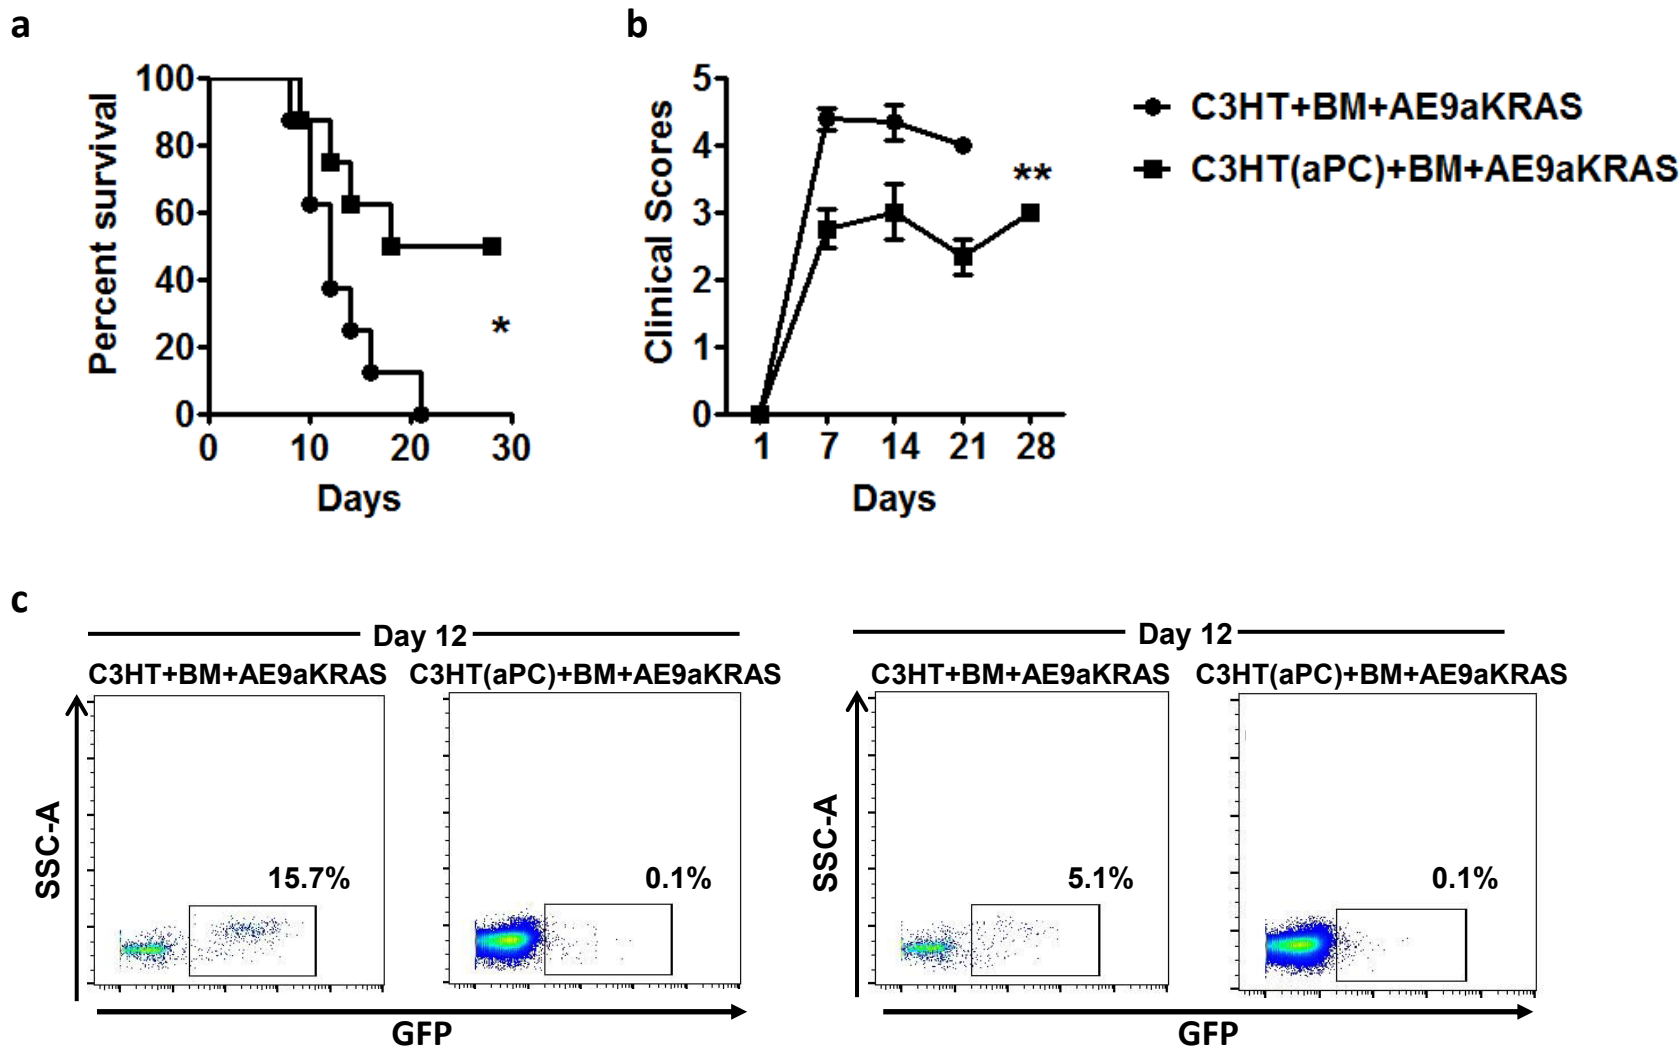 a
b
100
80
60
40
20
0
Percent survival
0 10 20 30
Days
*
5
4
3
2
1
0
Clinical Scores
1 7 14 21 28
Days
**
C3HT+BM+AE9aKRAS
C3HT(aPC)+BM+AE9aKRAS
c
Day 12
C3HT+BM+AE9aKRAS C3HT(aPC)+BM+AE9aKRAS
SSC-A
15.7%
0.1%
GFP
Day 12
C3HT+BM+AE9aKRAS C3HT(aPC)+BM+AE9aKRAS
SSC-A
5.1%
0.1%
GFP